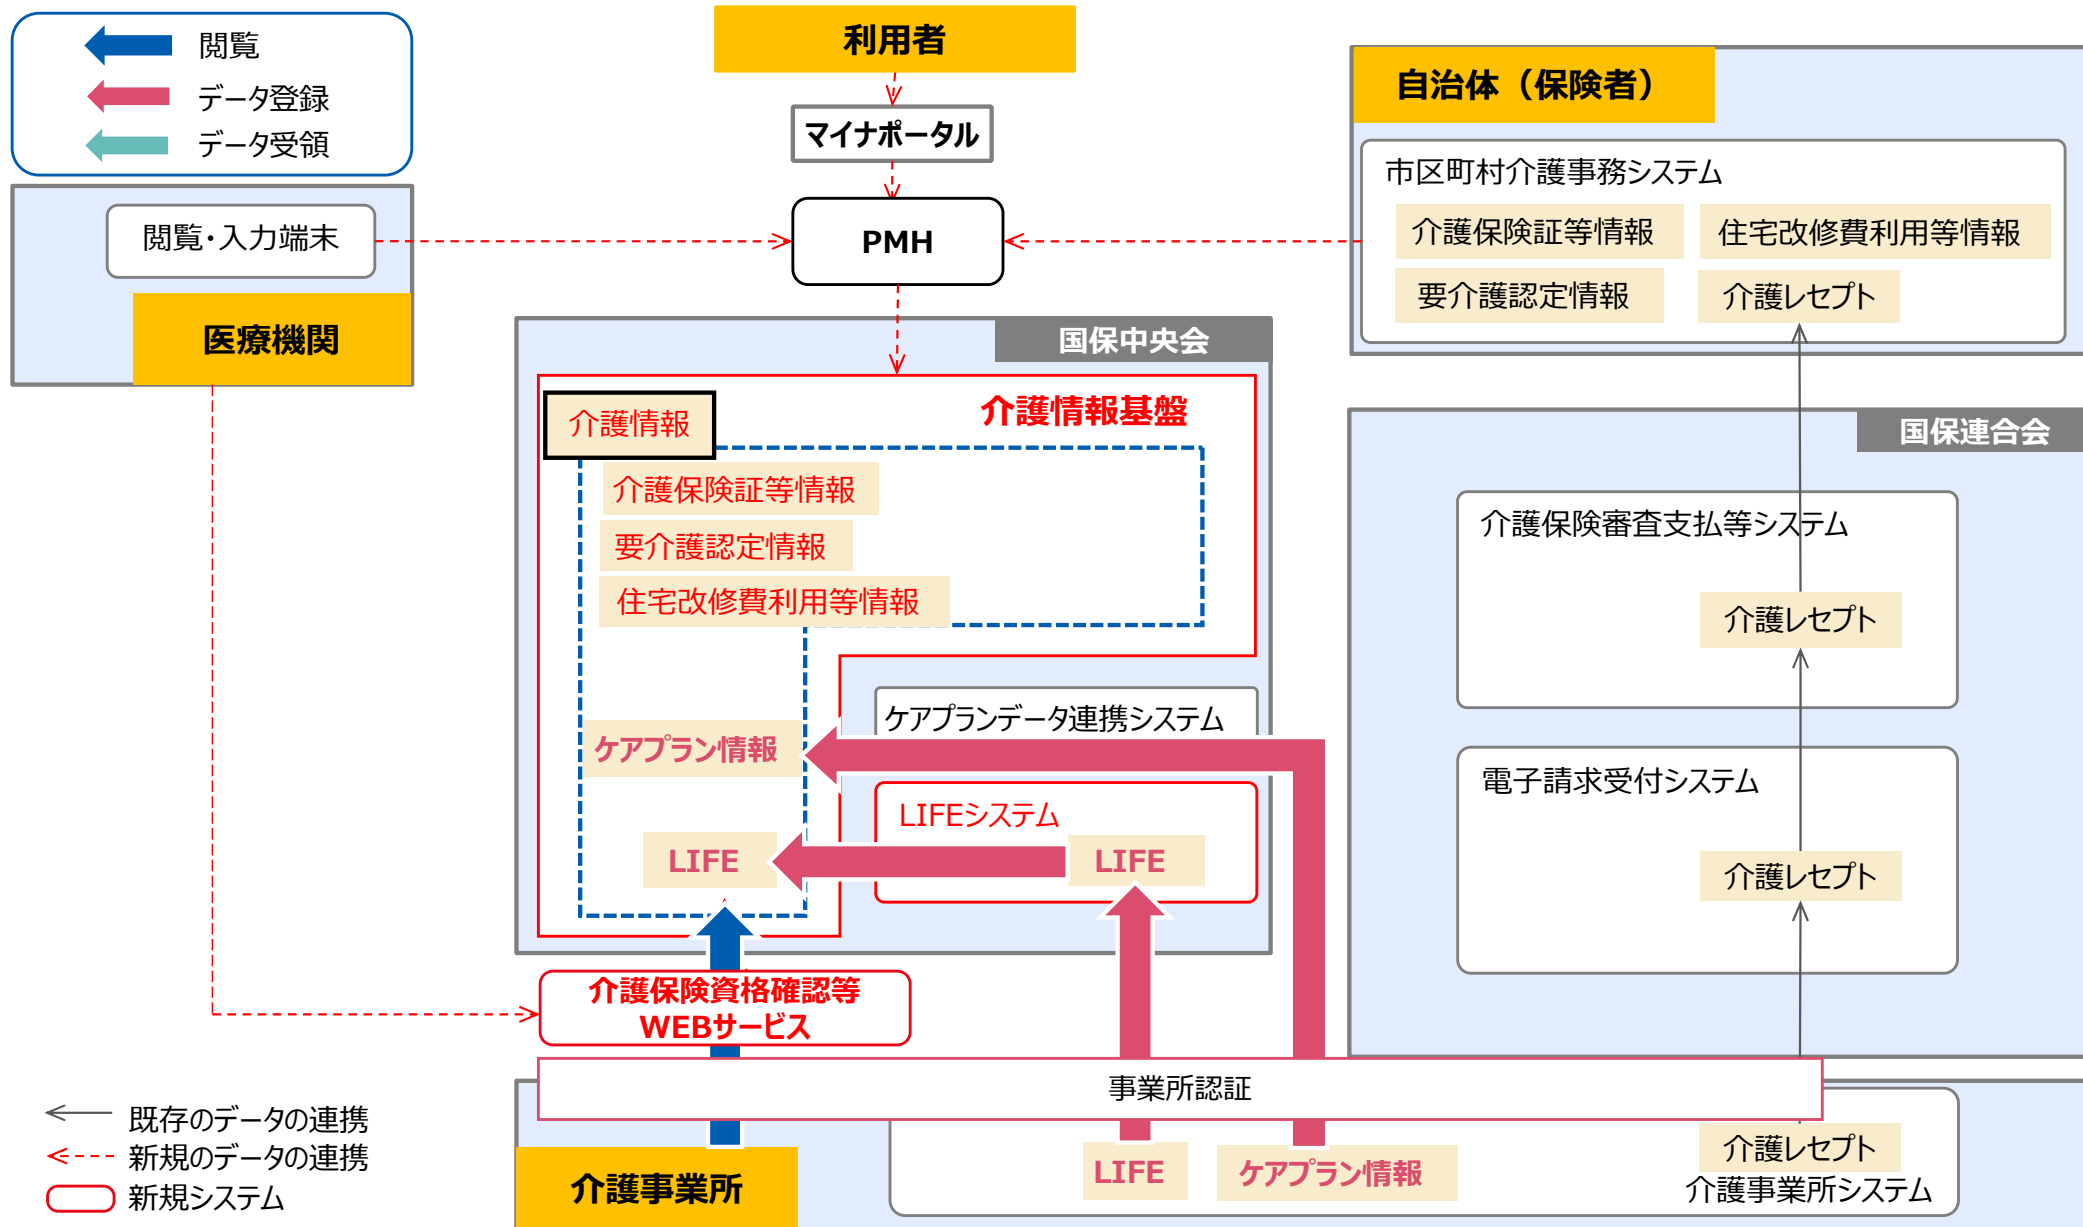 閲覧
データ登録
データ受領
利用者
マイナポータル
PMH
閲覧・入力端末
医療機関
自治体（保険者）
市区町村介護事務システム
介護保険証等情報
住宅改修費利用等情報
要介護認定情報
介護レセプト
国保中央会
介護情報基盤
介護情報
介護保険証等情報
要介護認定情報
住宅改修費利用等情報
ケアプラン情報
LIFE
ケアプランデータ連携システム
LIFEシステム
LIFE
国保連合会
介護保険審査支払等システム
介護レセプト
電子請求受付システム
介護レセプト
介護保険資格確認等
WEBサービス
事業所認証
介護事業所
LIFE
ケアプラン情報
介護レセプト
介護事業所システム
既存のデータの連携
新規のデータの連携
新規システム